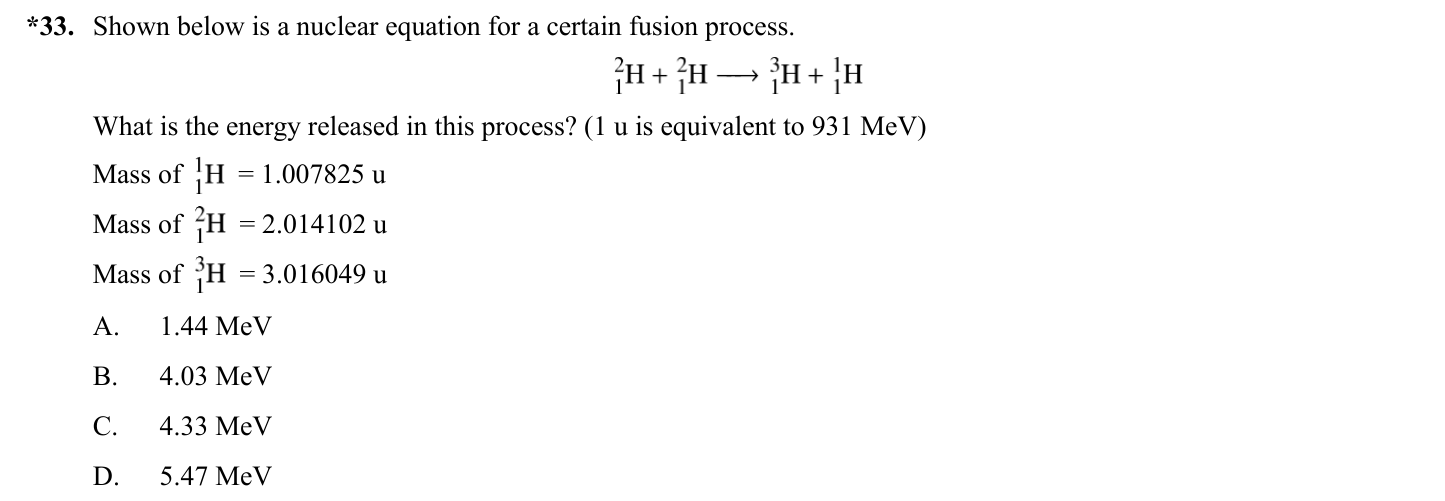 *33. Shown below is a nuclear equation for a certain fusion process.
²₁H + ²₁H ⟶ ³₁H + ¹₁H
What is the energy released in this process? (1 u is equivalent to 931 MeV)
Mass of ¹₁H = 1.007825 u
Mass of ²₁H = 2.014102 u
Mass of ³₁H = 3.016049 u
A. 1.44 MeV
B. 4.03 MeV
C. 4.33 MeV
D. 5.47 MeV